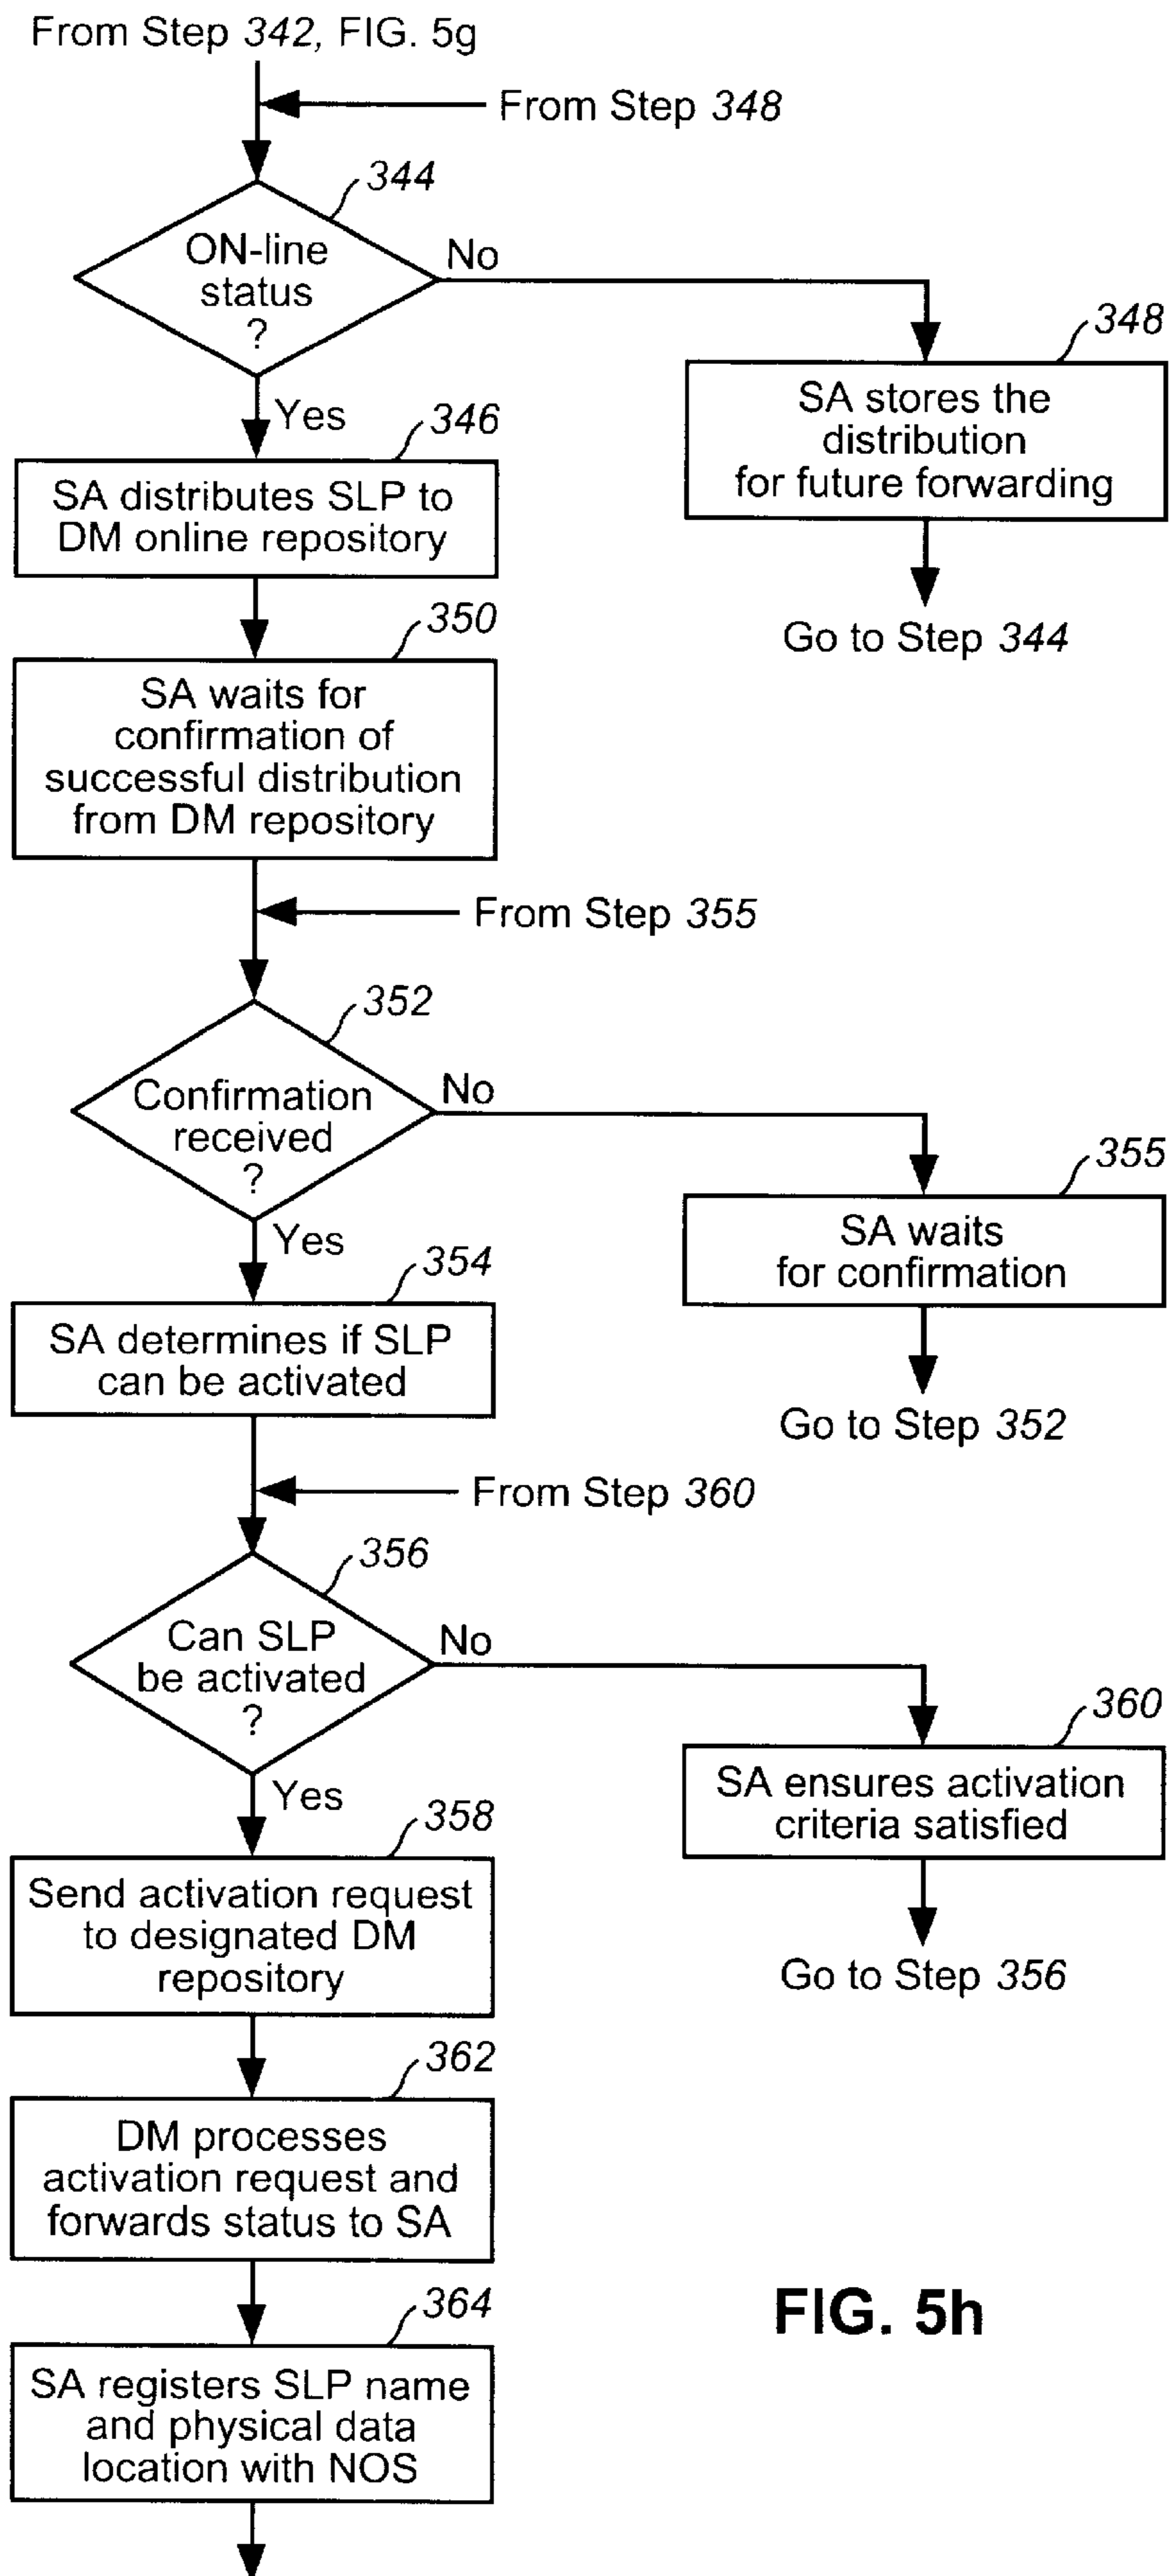 From Step 342, FIG. 5g
From Step 348
344
ON-line
status
?
No
Yes
348
SA stores the
distribution
for future forwarding
Go to Step 344
346
SA distributes SLP to
DM online repository
350
SA waits for
confirmation of
successful distribution
from DM repository
From Step 355
352
Confirmation
received
?
No
Yes
355
SA waits
for confirmation
Go to Step 352
354
SA determines if SLP
can be activated
From Step 360
356
Can SLP
be activated
?
No
Yes
360
SA ensures activation
criteria satisfied
Go to Step 356
358
Send activation request
to designated DM
repository
362
DM processes
activation request and
forwards status to SA
364
SA registers SLP name
and physical data
location with NOS
FIG. 5h